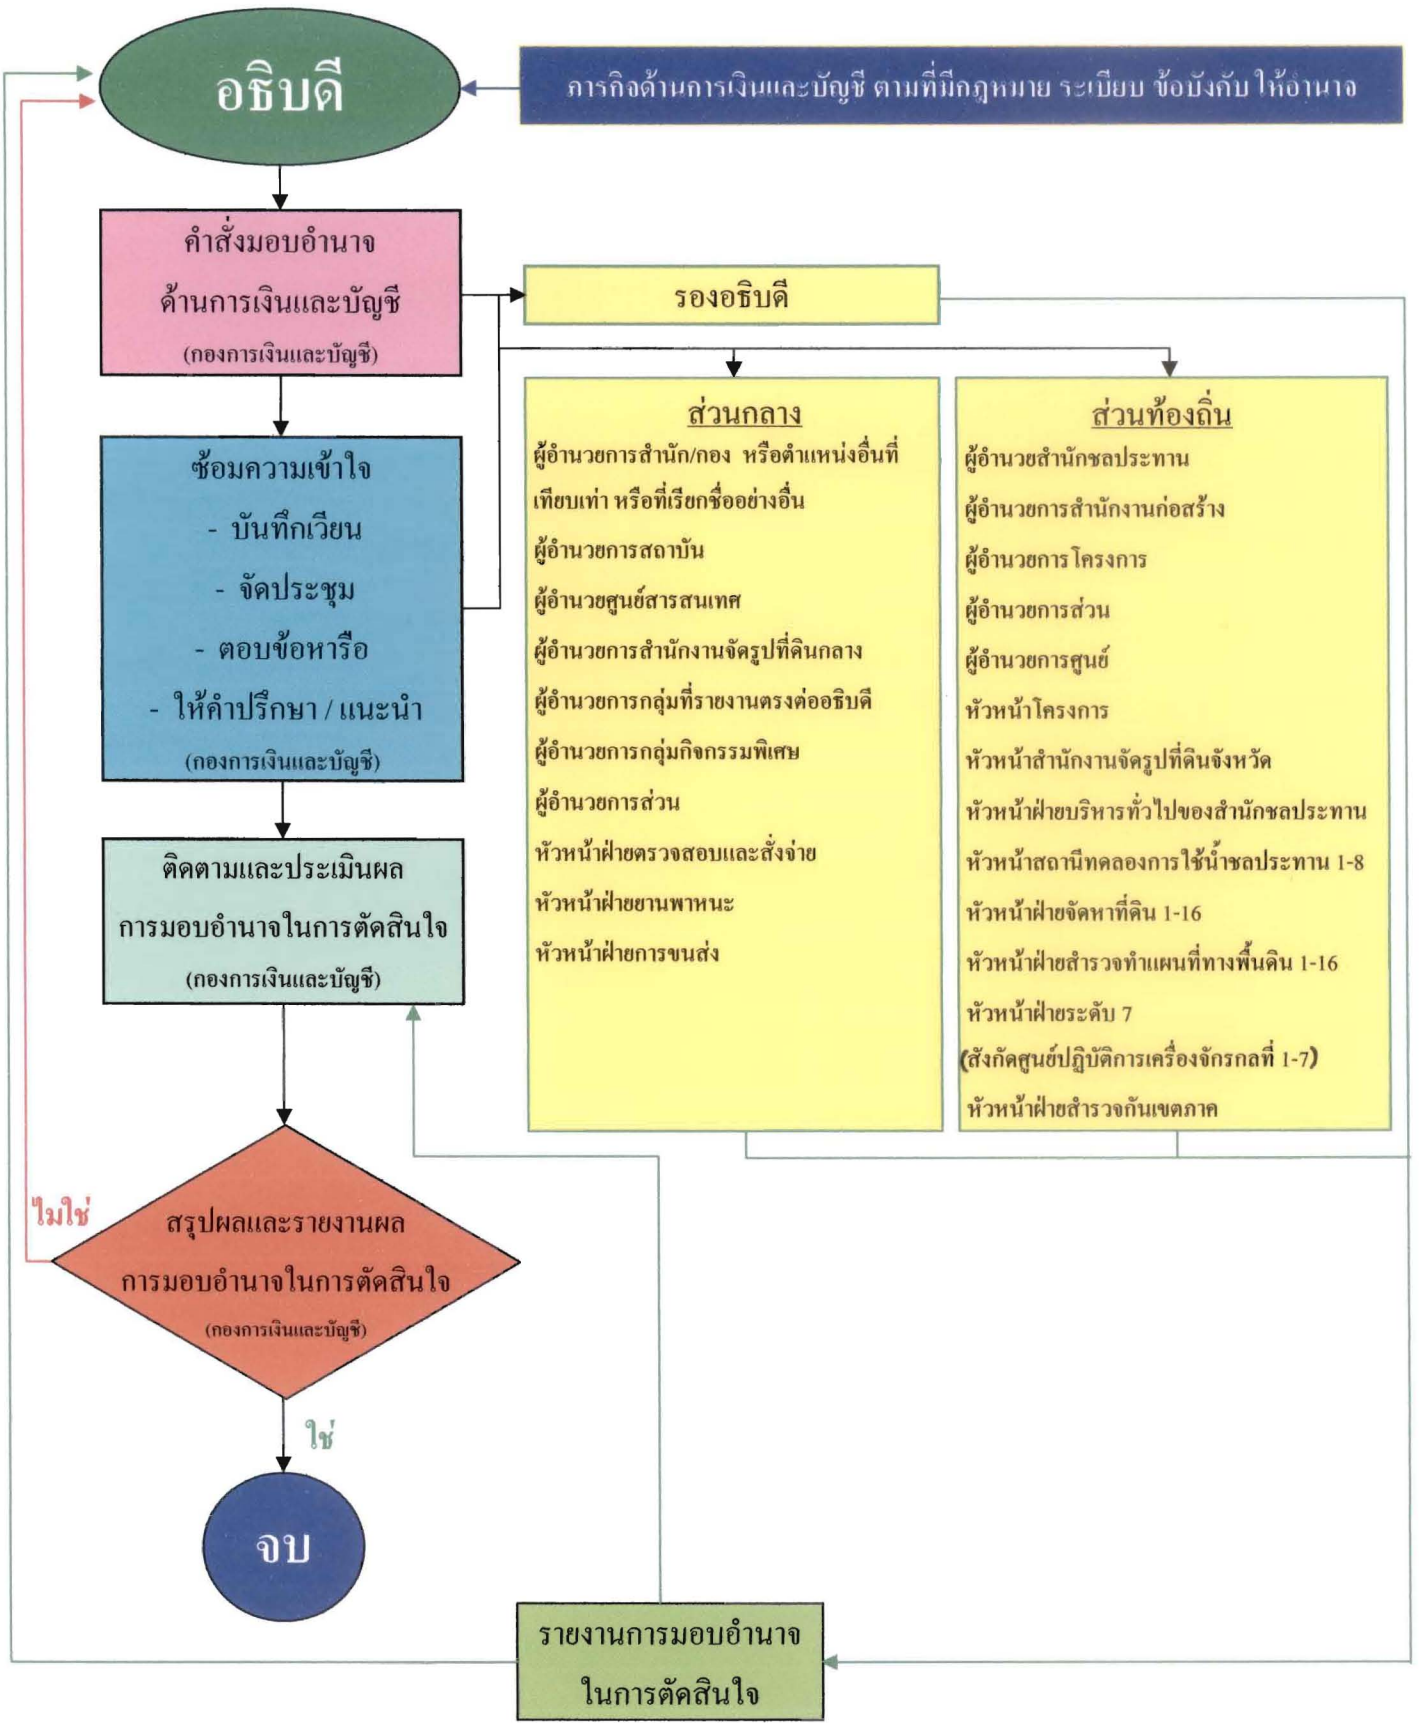 อธิบดี
ภารกิจด้านการเงินและบัญชี ตามที่มีกฎหมาย ระเบียบ ข้อบังคับ ให้อำนาจ
คำสั่งมอบอำนาจ
ด้านการเงินและบัญชี
(กองการเงินและบัญชี)
รองอธิบดี
ซ้อมความเข้าใจ
- บันทึกเวียน
- จัดประชุม
- ตอบข้อหารือ
- ให้คำปรึกษา / แนะนำ
(กองการเงินและบัญชี)
ส่วนกลาง
ผู้อำนวยการสำนัก/กอง หรือตำแหน่งอื่นที่
เทียบเท่า หรือที่เรียกชื่ออย่างอื่น
ผู้อำนวยการสถาบัน
ผู้อำนวยศูนย์สารสนเทศ
ผู้อำนวยการสำนักงานจัดรูปที่ดินกลาง
ผู้อำนวยการกลุ่มที่รายงานตรงต่ออธิบดี
ผู้อำนวยการกลุ่มกิจกรรมพิเศษ
ผู้อำนวยการส่วน
หัวหน้าฝ่ายตรวจสอบและสั่งจ่าย
หัวหน้าฝ่ายยานพาหนะ
หัวหน้าฝ่ายการขนส่ง
ส่วนท้องถิ่น
ผู้อำนวยสำนักชลประทาน
ผู้อำนวยการสำนักงานก่อสร้าง
ผู้อำนวยการโครงการ
ผู้อำนวยการส่วน
ผู้อำนวยการศูนย์
หัวหน้าโครงการ
หัวหน้าสำนักงานจัดรูปที่ดินจังหวัด
หัวหน้าฝ่ายบริหารทั่วไปของสำนักชลประทาน
หัวหน้าสถานีทดลองการใช้น้ำชลประทาน 1-8
หัวหน้าฝ่ายจัดหาที่ดิน 1-16
หัวหน้าฝ่ายสำรวจทำแผนที่ทางพื้นดิน 1-16
หัวหน้าฝ่ายระดับ 7
(สังกัดศูนย์ปฏิบัติการเครื่องจักรกลที่ 1-7)
หัวหน้าฝ่ายสำรวจกันเขตภาค
ติดตามและประเมินผล
การมอบอำนาจในการตัดสินใจ
(กองการเงินและบัญชี)
ไม่ใช่
สรุปผลและรายงานผล
การมอบอำนาจในการตัดสินใจ
(กองการเงินและบัญชี)
ใช่
จบ
รายงานการมอบอำนาจ
ในการตัดสินใจ